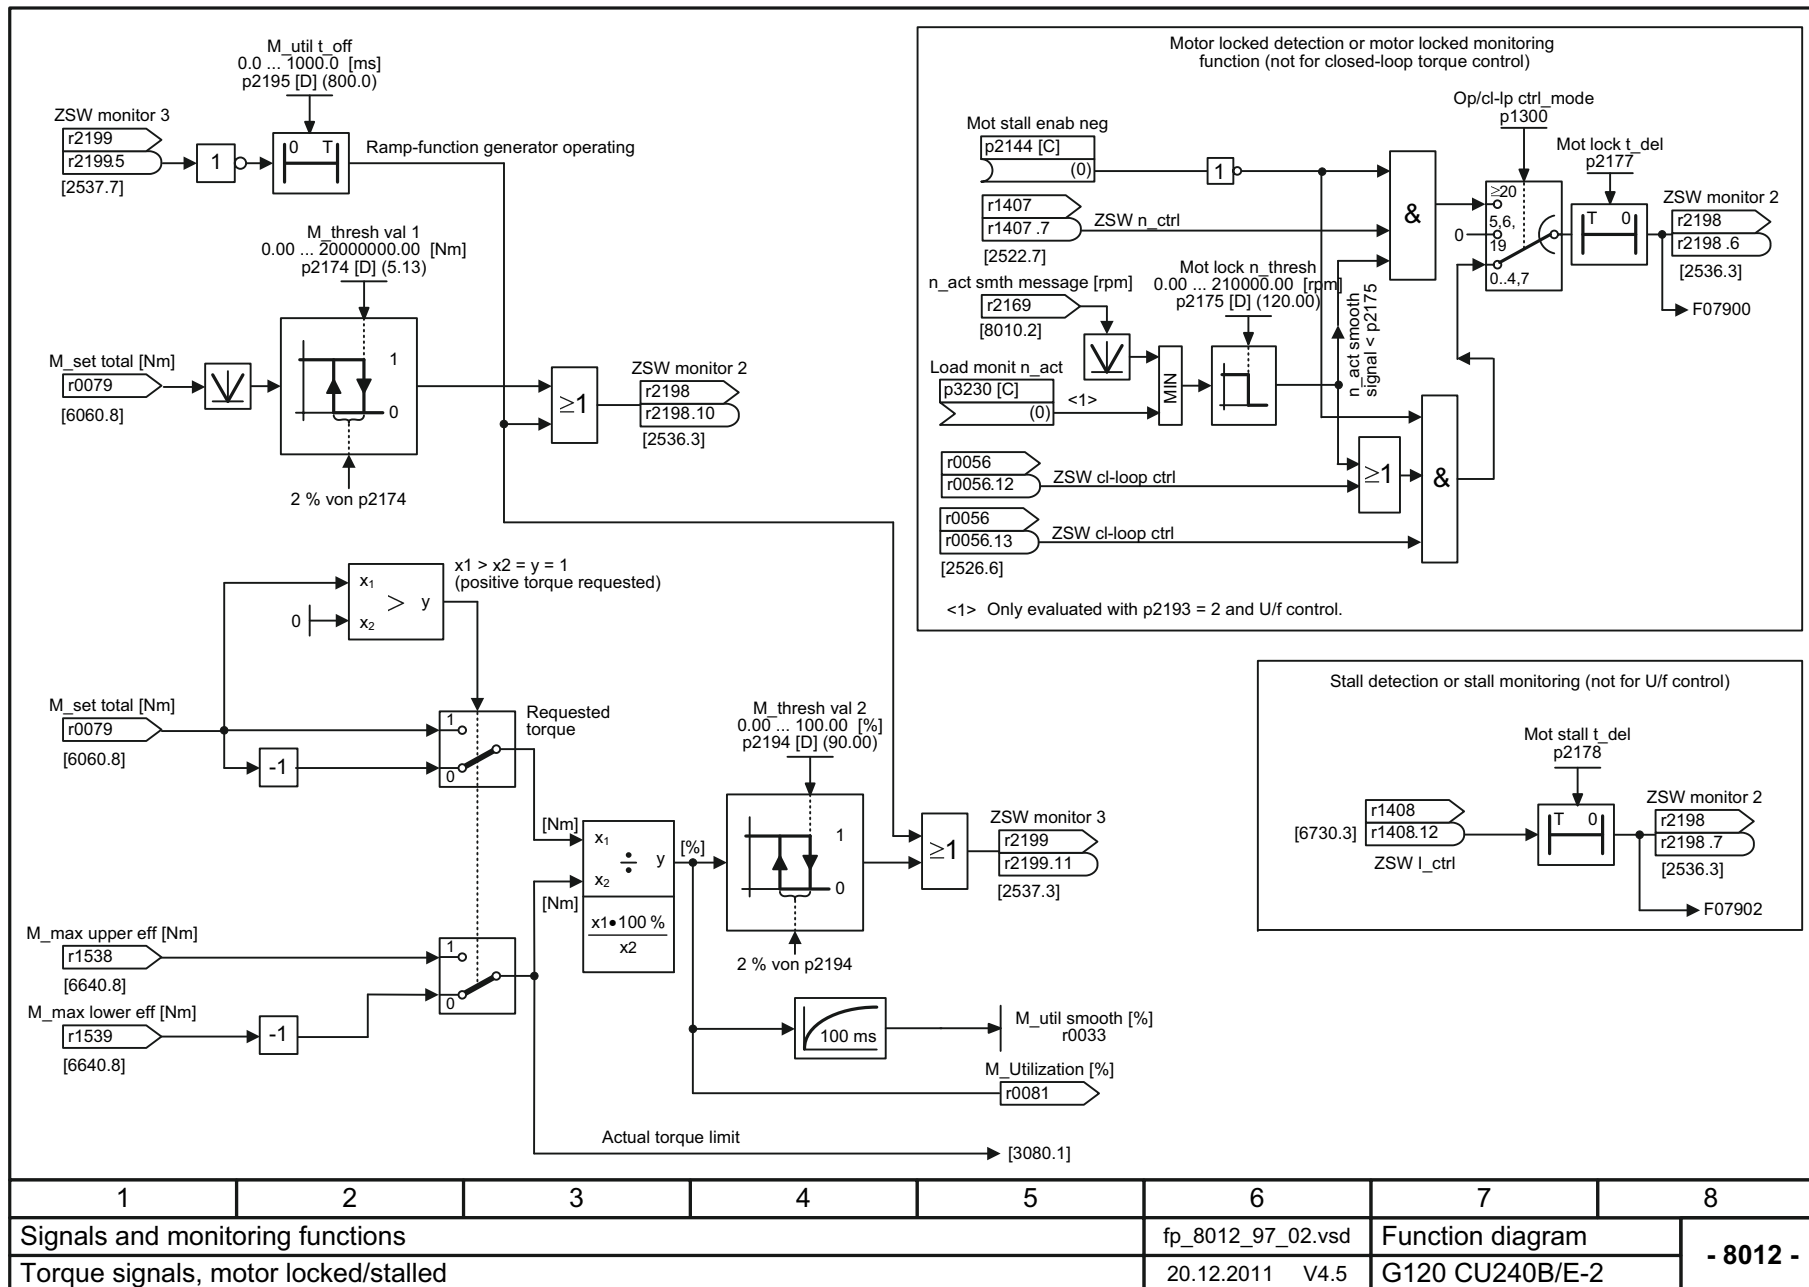 M_util t_off
0.0 ... 1000.0 [ms]
p2195 [D] (800.0)
ZSW monitor 3
r2199
r2199.5
[2537.7]
1
0 T
Ramp-function generator operating
M_thresh val 1
0.00 ... 20000000.00 [Nm]
p2174 [D] (5.13)
M_set total [Nm]
r0079
[6060.8]
1
0
2 % von p2174
≥1
ZSW monitor 2
r2198
r2198.10
[2536.3]
x1 > x2 = y = 1
(positive torque requested)
x1
> y
0
x2
M_set total [Nm]
r0079
[6060.8]
-1
1
0
Requested
torque
M_max upper eff [Nm]
r1538
[6640.8]
M_max lower eff [Nm]
r1539
[6640.8]
-1
1
0
[Nm]
x1
÷ y
x2
[Nm]
x1•100 %
x2
[%]
M_thresh val 2
0.00 ... 100.00 [%]
p2194 [D] (90.00)
1
0
2 % von p2194
≥1
ZSW monitor 3
r2199
r2199.11
[2537.3]
100 ms
M_util smooth [%]
r0033
M_Utilization [%]
r0081
Actual torque limit
[3080.1]
Motor locked detection or motor locked monitoring
function (not for closed-loop torque control)
Mot stall enab neg
p2144 [C]
(0)
1
r1407
r1407 .7
ZSW n_ctrl
[2522.7]
n_act smth message [rpm]
r2169
[8010.2]
Mot lock n_thresh
0.00 ... 210000.00 [rpm]
p2175 [D] (120.00)
Load monit n_act
p3230 [C]
(0)
<1>
MIN
n_act smooth
signal < p2175
r0056
r0056.12
ZSW cl-loop ctrl
r0056
r0056.13
ZSW cl-loop ctrl
[2526.6]
≥1
&
&
Op/cl-lp ctrl_mode
p1300
≥20
5,6,
0
19
0..4,7
Mot lock t_del
p2177
T 0
ZSW monitor 2
r2198
r2198 .6
[2536.3]
F07900
<1> Only evaluated with p2193 = 2 and U/f control.
Stall detection or stall monitoring (not for U/f control)
Mot stall t_del
p2178
[6730.3]
r1408
r1408.12
ZSW I_ctrl
T 0
ZSW monitor 2
r2198
r2198 .7
[2536.3]
F07902
1 2 3 4 5 6 7 8
Signals and monitoring functions
fp_8012_97_02.vsd
Function diagram
- 8012 -
Torque signals, motor locked/stalled
20.12.2011 V4.5
G120 CU240B/E-2